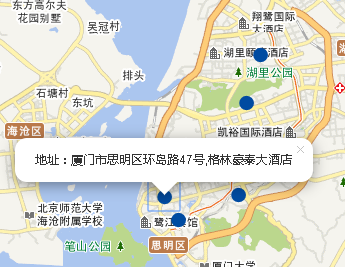 东方高尔夫
花园别墅
吴冠村
翔鹭国际
大酒店
湖里颐
酒店
排头
湖里公园
石塘村
东坑
海沧区
凯裕国际酒店
地址：厦门市思明区环岛路47号,格林豪泰大酒店
北京师范大学
海沧附属学校
鹭江
馆
笔山公园
思明区
厦门大学